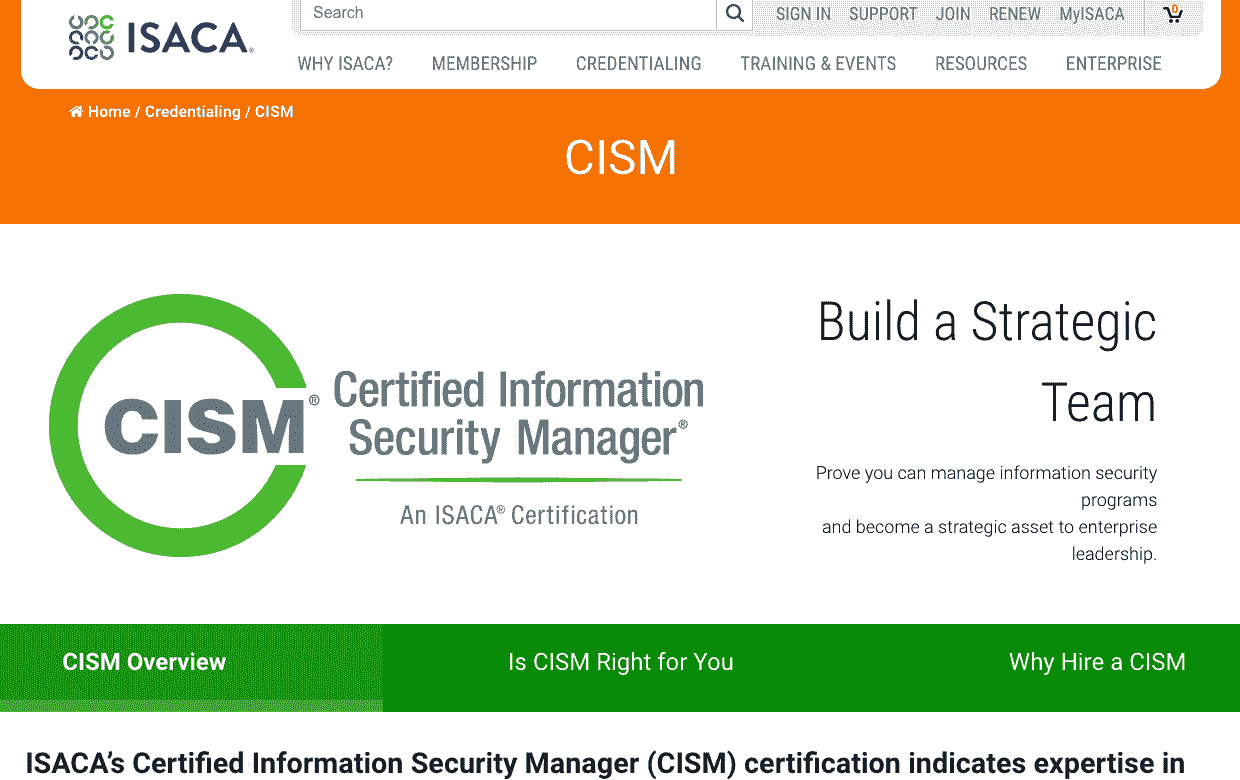 ISACA®
Search
SIGN IN SUPPORT JOIN RENEW MyISACA 0
WHY ISACA? MEMBERSHIP CREDENTIALING TRAINING & EVENTS RESOURCES ENTERPRISE
Home / Credentialing / CISM
CISM
CISM®
Certified Information
Security Manager®
An ISACA® Certification
Build a Strategic
Team
Prove you can manage information security
programs
and become a strategic asset to enterprise
leadership.
CISM Overview Is CISM Right for You Why Hire a CISM
ISACA’s Certified Information Security Manager (CISM) certification indicates expertise in